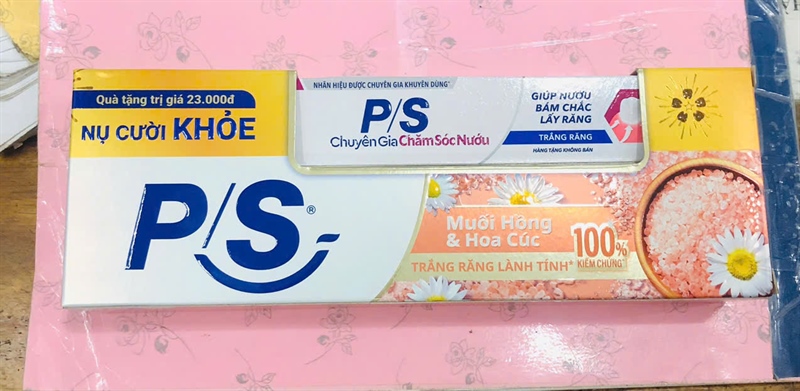 Quà tặng trị giá 23.000đ
NỤ CƯỜI KHỎE
NHÃN HIỆU ĐƯỢC CHUYÊN GIA KHUYÊN DÙNG*
P/S
Chuyên Gia Chăm Sóc Nướu
GIÚP NƯỚU
BÁM CHẮC
LẤY RĂNG
TRẮNG RĂNG
HÀNG TẶNG KHÔNG BÁN
P/S®
Muối Hồng
& Hoa Cúc
TRẮNG RĂNG LÀNH TÍNH*
100%
KIỂM CHỨNG*